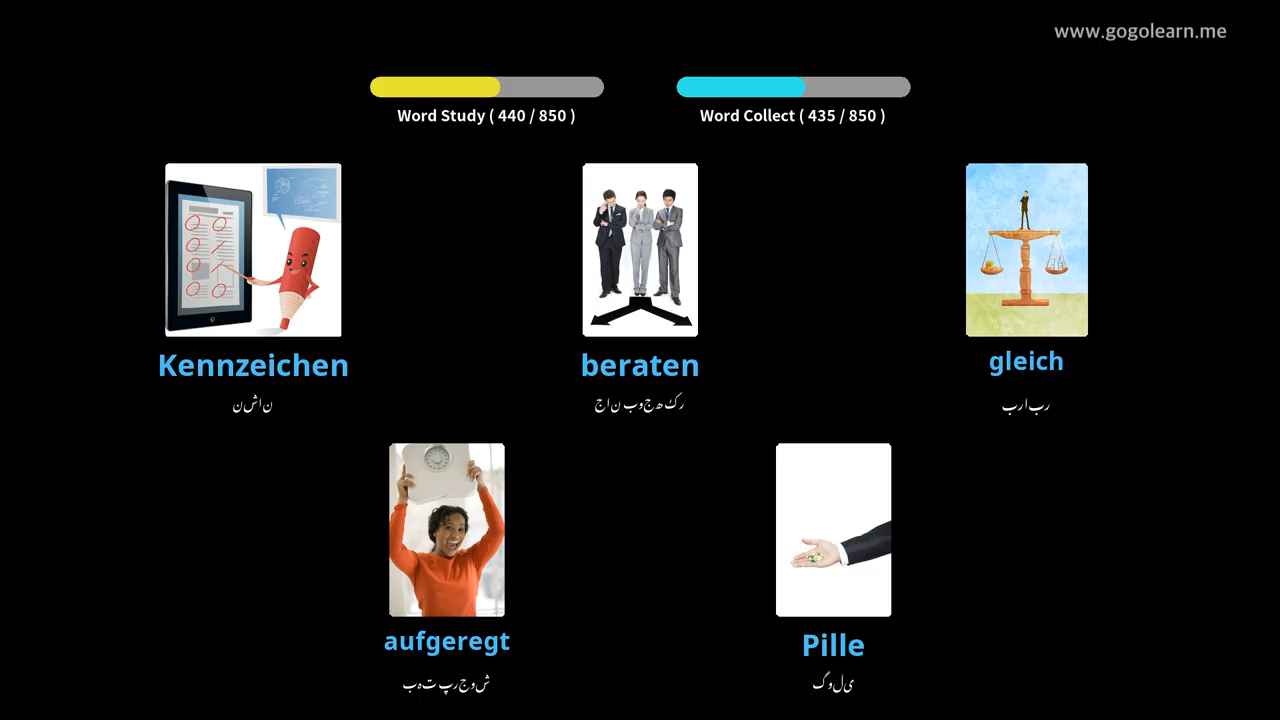 www.gogolearn.me
Word Study ( 440 / 850 )
Word Collect ( 435 / 850 )
Kennzeichen
beraten
gleich
نشان
جان بوجھ کر
برابر
aufgeregt
Pille
بہت پرجوش
گولی